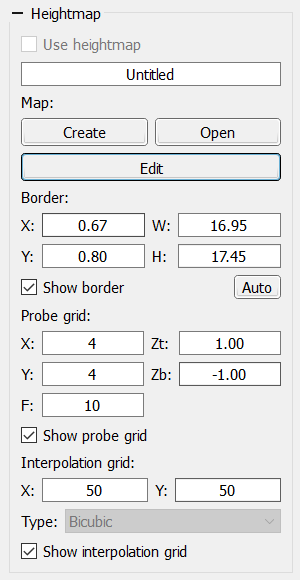 Heightmap
Use heightmap
Untitled
Map:
Create Open
Edit
Border:
X: 0.67 W: 16.95
Y: 0.80 H: 17.45
Show border Auto
Probe grid:
X: 4 Zt: 1.00
Y: 4 Zb: -1.00
F: 10
Show probe grid
Interpolation grid:
X: 50 Y: 50
Type: Bicubic
Show interpolation grid